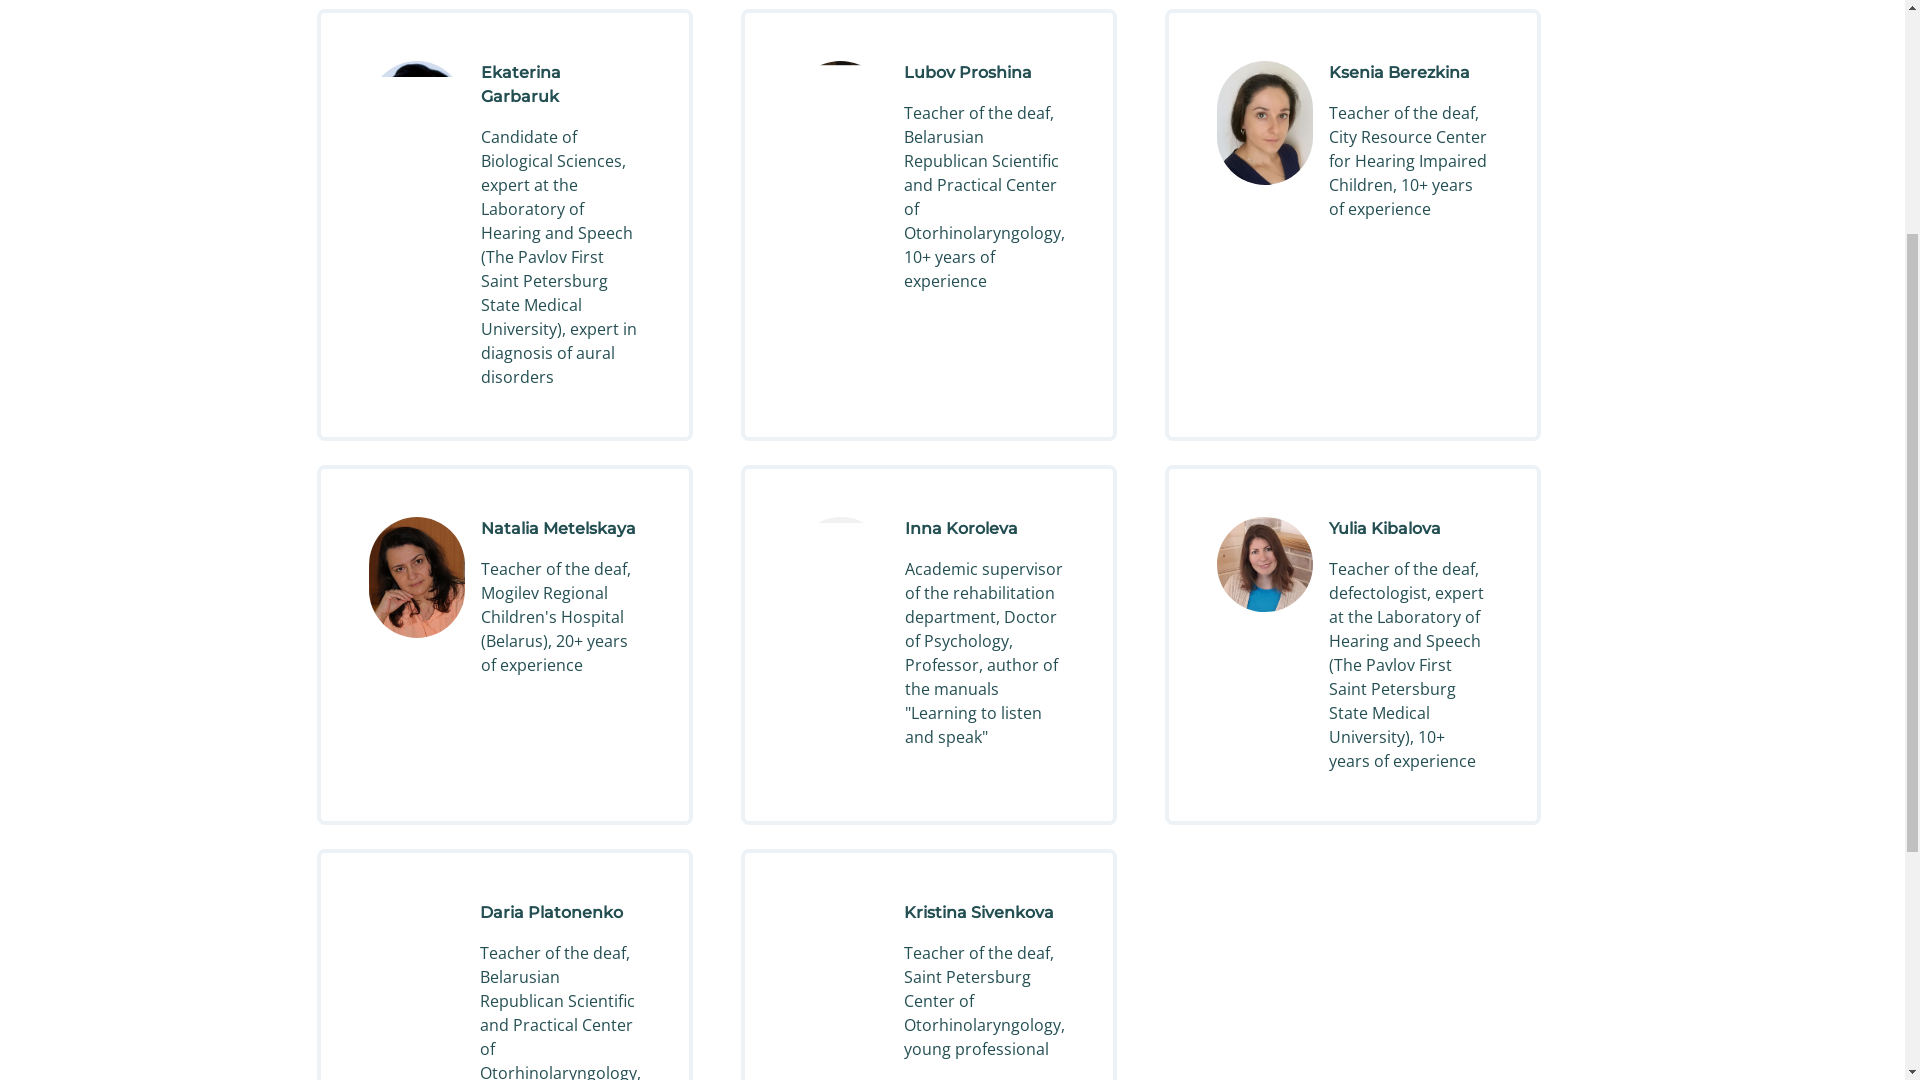 Ekaterina
Garbaruk
Candidate of
Biological Sciences,
expert at the
Laboratory of
Hearing and Speech
(The Pavlov First
Saint Petersburg
State Medical
University), expert in
diagnosis of aural
disorders
Lubov Proshina
Teacher of the deaf,
Belarusian
Republican Scientific
and Practical Center
of
Otorhinolaryngology,
10+ years of
experience
Ksenia Berezkina
Teacher of the deaf,
City Resource Center
for Hearing Impaired
Children, 10+ years
of experience
Natalia Metelskaya
Teacher of the deaf,
Mogilev Regional
Children's Hospital
(Belarus), 20+ years
of experience
Inna Koroleva
Academic supervisor
of the rehabilitation
department, Doctor
of Psychology,
Professor, author of
the manuals
"Learning to listen
and speak"
Yulia Kibalova
Teacher of the deaf,
defectologist, expert
at the Laboratory of
Hearing and Speech
(The Pavlov First
Saint Petersburg
State Medical
University), 10+
years of experience
Daria Platonenko
Teacher of the deaf,
Belarusian
Republican Scientific
and Practical Center
of
Otorhinolaryngology,
Kristina Sivenkova
Teacher of the deaf,
Saint Petersburg
Center of
Otorhinolaryngology,
young professional